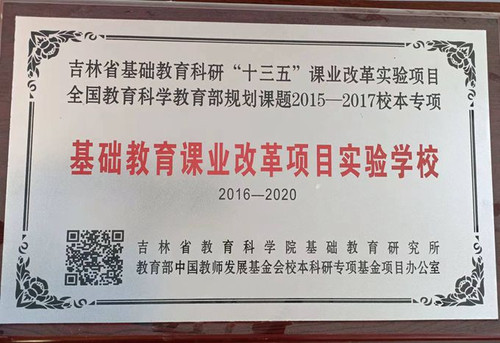 吉林省基础教育科研“十三五”课业改革实验项目
全国教育科学教育部规划课题2015—2017校本专项
基础教育课业改革项目实验学校
2016—2020
吉林省教育科学院基础教育研究所
教育部中国教师发展基金会校本科研专项基金项目办公室